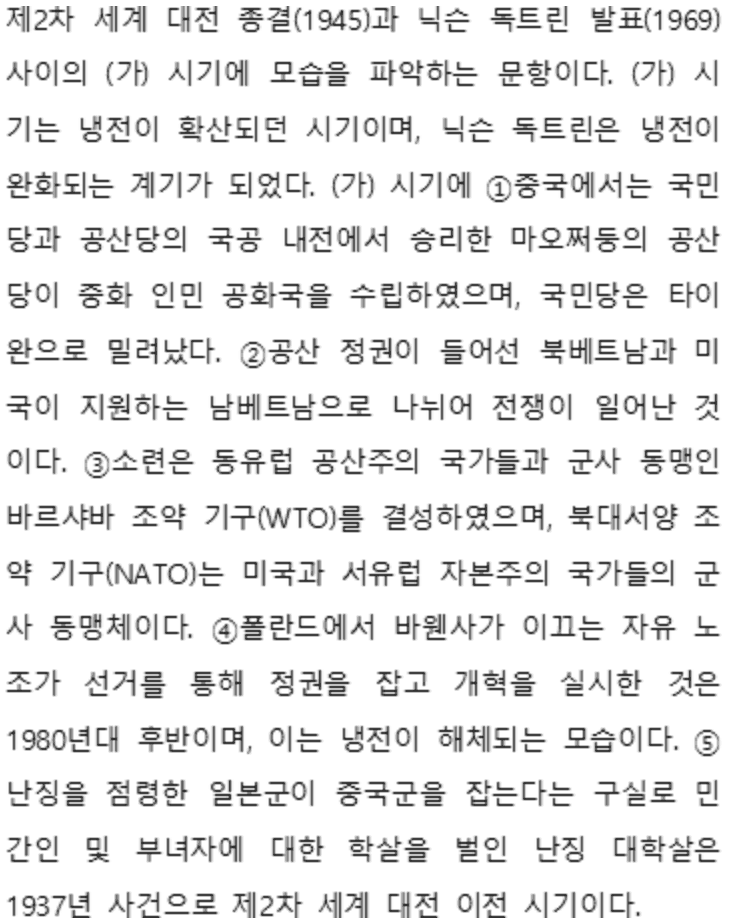 제2차 세계 대전 종결(1945)과 닉슨 독트린 발표(1969)
사이의 (가) 시기에 모습을 파악하는 문항이다. (가) 시
기는 냉전이 확산되던 시기이며, 닉슨 독트린은 냉전이
완화되는 계기가 되었다. (가) 시기에 ①중국에서는 국민
당과 공산당의 국공 내전에서 승리한 마오쩌둥의 공산
당이 중화 인민 공화국을 수립하였으며, 국민당은 타이
완으로 밀려났다. ②공산 정권이 들어선 북베트남과 미
국이 지원하는 남베트남으로 나뉘어 전쟁이 일어난 것
이다. ③소련은 동유럽 공산주의 국가들과 군사 동맹인
바르샤바 조약 기구(WTO)를 결성하였으며, 북대서양 조
약 기구(NATO)는 미국과 서유럽 자본주의 국가들의 군
사 동맹체이다. ④폴란드에서 바웬사가 이끄는 자유 노
조가 선거를 통해 정권을 잡고 개혁을 실시한 것은
1980년대 후반이며, 이는 냉전이 해체되는 모습이다. ⑤
난징을 점령한 일본군이 중국군을 잡는다는 구실로 민
간인 및 부녀자에 대한 학살을 벌인 난징 대학살은
1937년 사건으로 제2차 세계 대전 이전 시기이다.